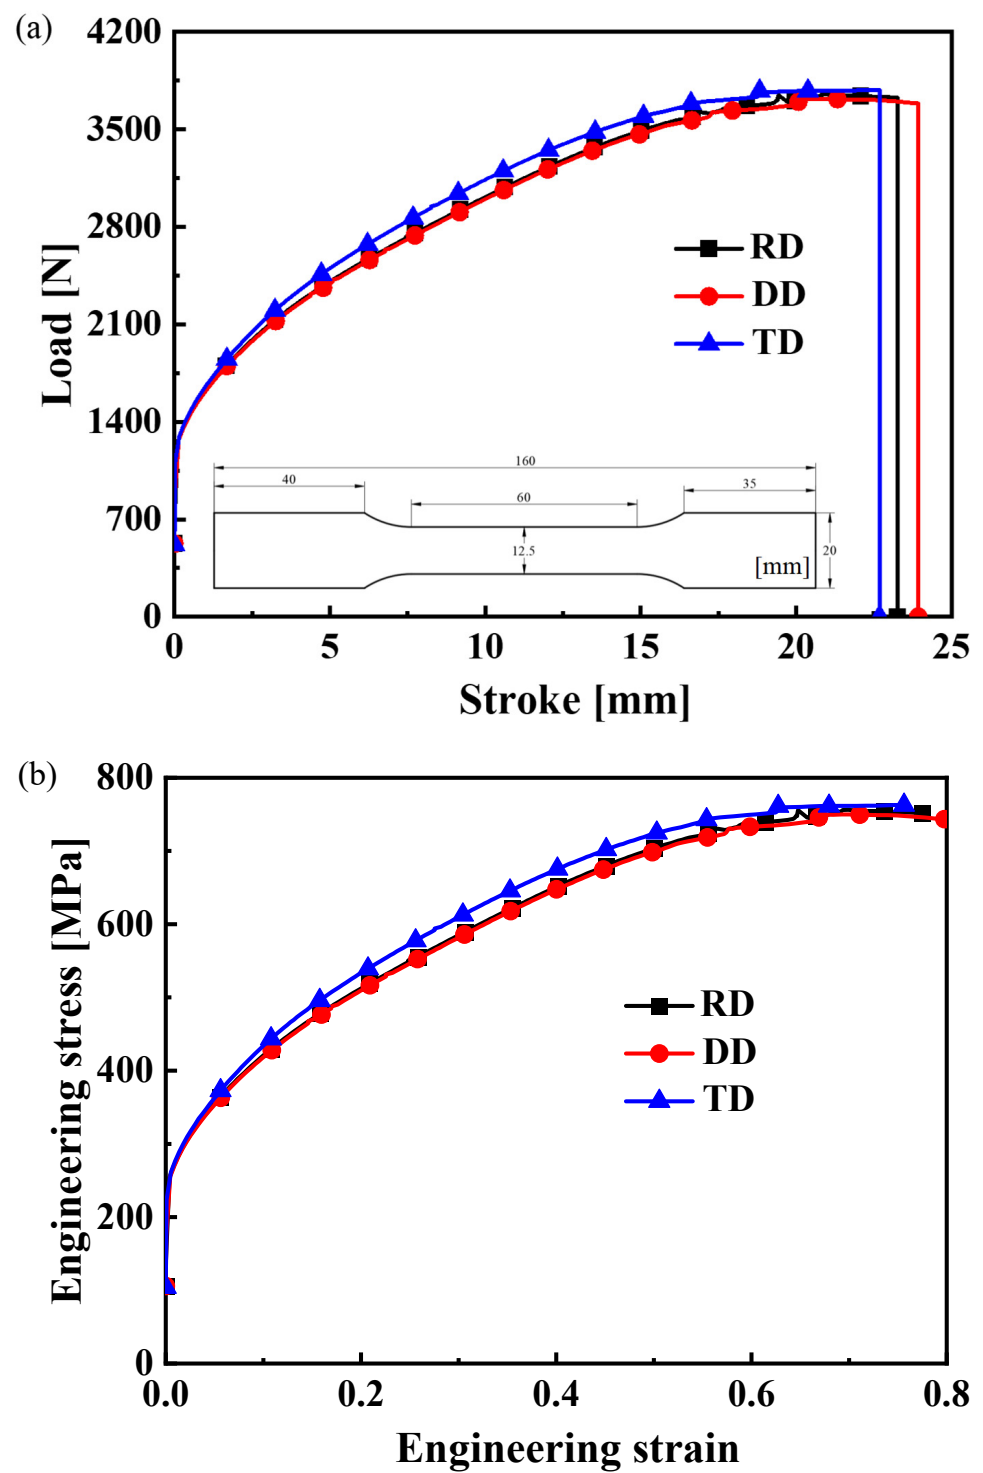 (a)
4200
3500
2800
2100
1400
700
0
Load [N]
RD
DD
TD
160
40
60
35
12.5
20
[mm]
0 5 10 15 20 25
Stroke [mm]
(b)
800
600
400
200
0
Engineering stress [MPa]
RD
DD
TD
0.0 0.2 0.4 0.6 0.8
Engineering strain